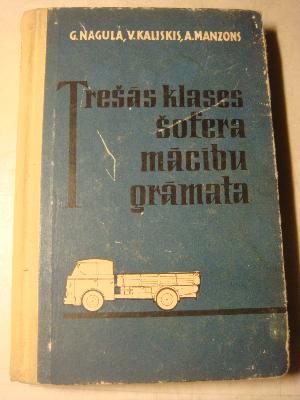 G. NAGULA, V. KALISKIS, A. MANZONS
Trešās klases
šofera
mācību
grāmata